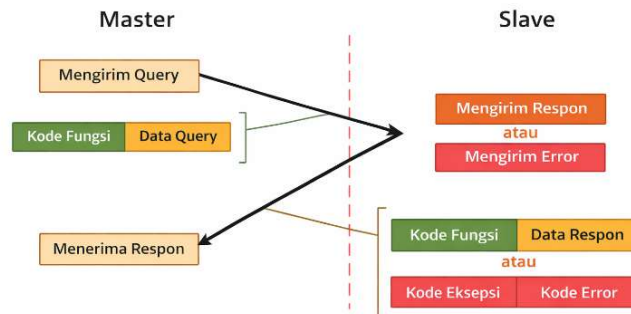 Master
Slave
Mengirim Query
Kode Fungsi Data Query
Mengirim Respon
atau
Mengirim Error
Menerima Respon
Kode Fungsi Data Respon
atau
Kode Eksepsi Kode Error